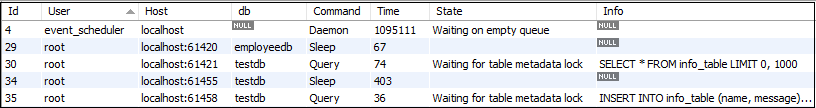 Id User Host db Command Time State Info
4 event_scheduler localhost NULL Daemon 1095111 Waiting on empty queue NULL
29 root localhost:61420 employeedb Sleep 67 NULL
30 root localhost:61421 testdb Query 74 Waiting for table metadata lock SELECT * FROM info_table LIMIT 0, 1000
34 root localhost:61455 testdb Sleep 403 NULL
35 root localhost:61458 testdb Query 36 Waiting for table metadata lock INSERT INTO info_table (name, message)...